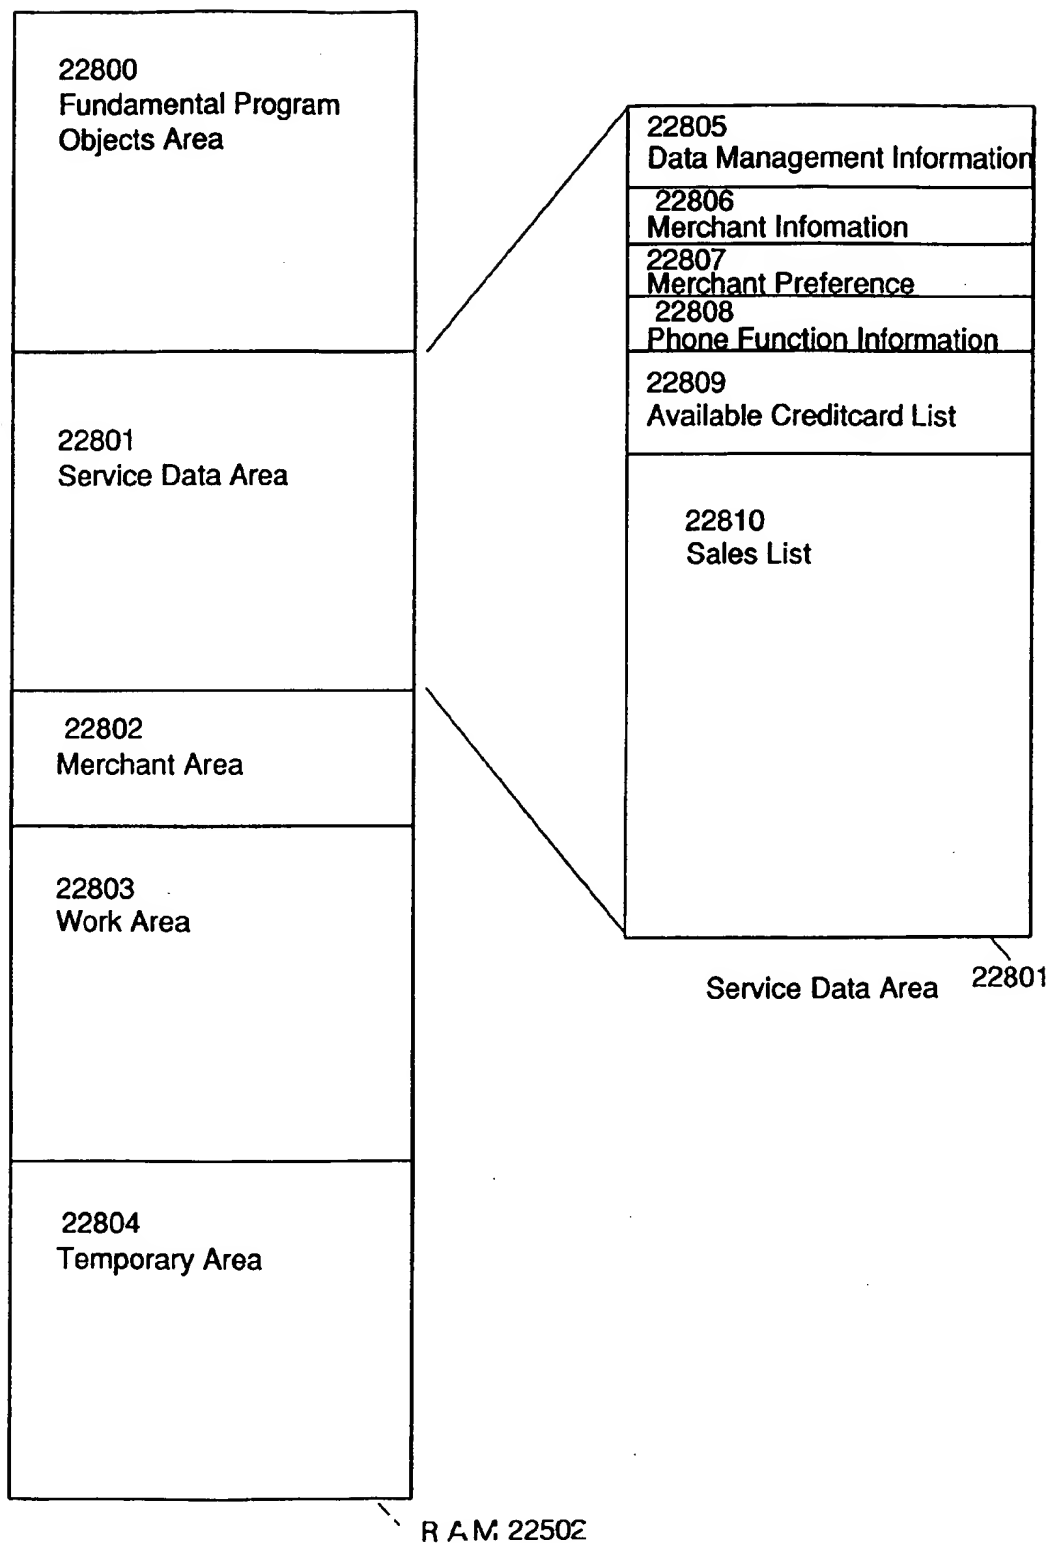 22800
Fundamental Program
Objects Area
22801
Service Data Area
22802
Merchant Area
22803
Work Area
22804
Temporary Area
RAM 22502
22805
Data Management Information
22806
Merchant Infomation
22807
Merchant Preference
22808
Phone Function Information
22809
Available Creditcard List
22810
Sales List
Service Data Area 22801